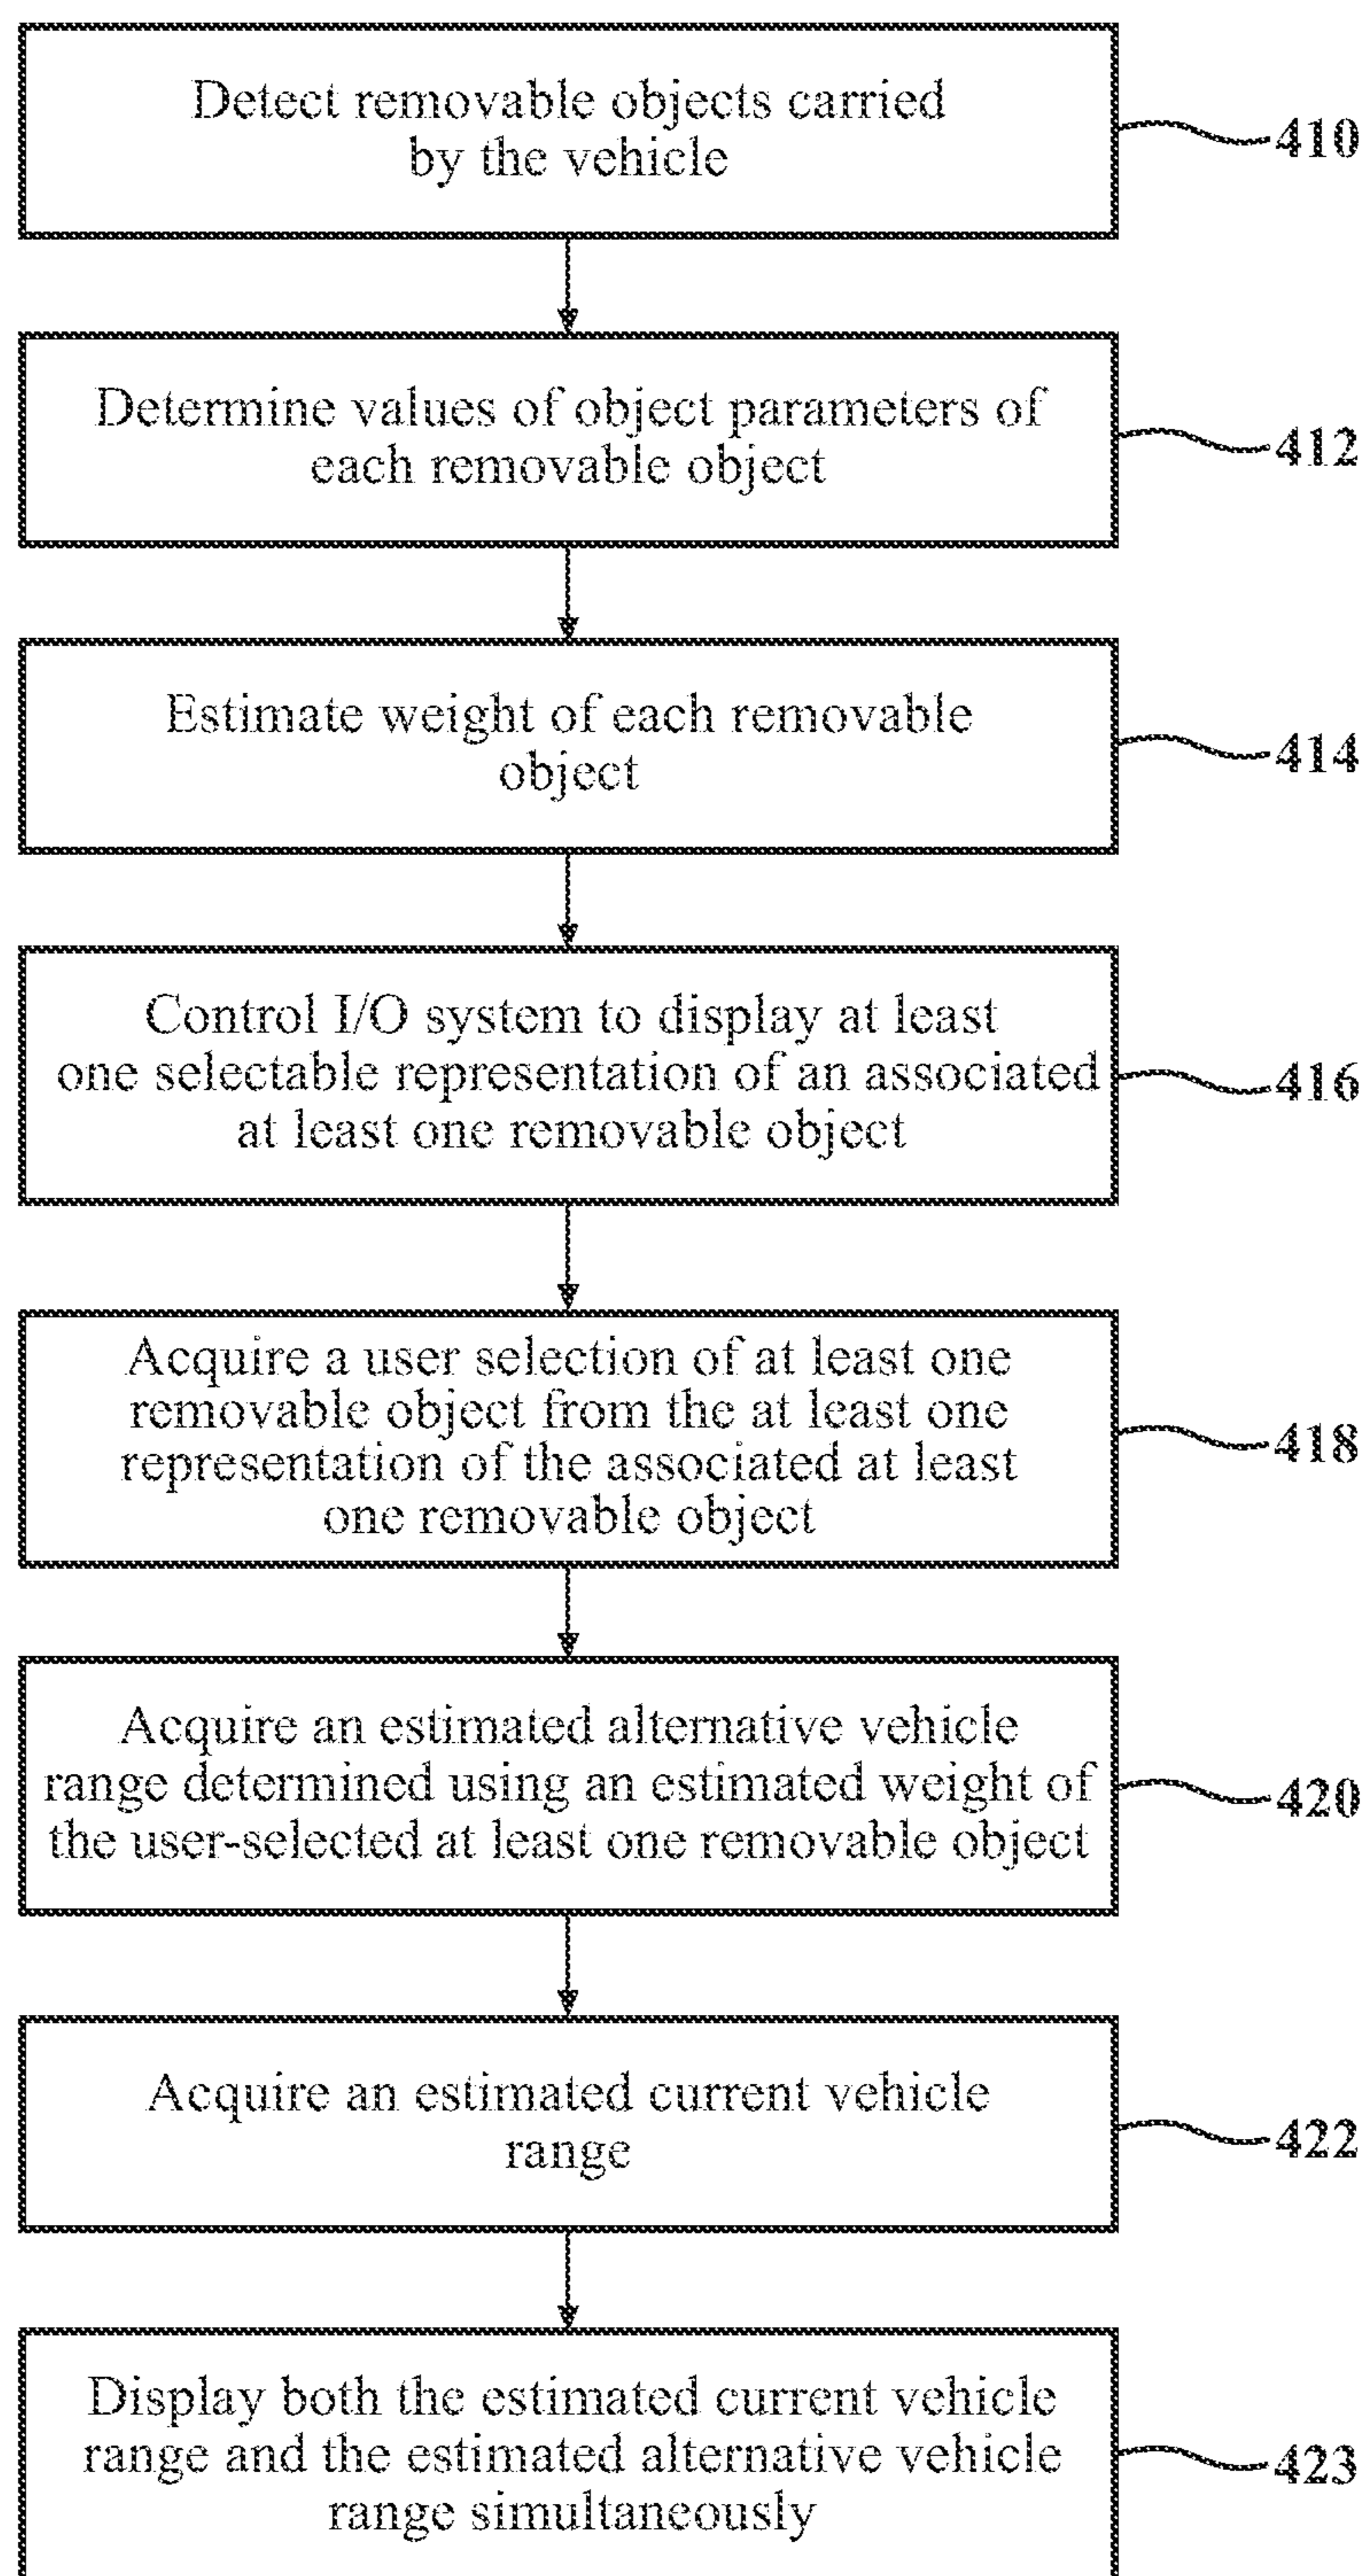 Detect removable objects carried
by the vehicle
410
Determine values of object parameters of
each removable object
412
Estimate weight of each removable
object
414
Control I/O system to display at least
one selectable representation of an associated
at least one removable object
416
Acquire a user selection of at least one
removable object from the at least one
representation of the associated at least
one removable object
418
Acquire an estimated alternative vehicle
range determined using an estimated weight of
the user-selected at least one removable object
420
Acquire an estimated current vehicle
range
422
Display both the estimated current vehicle
range and the estimated alternative vehicle
range simultaneously
423